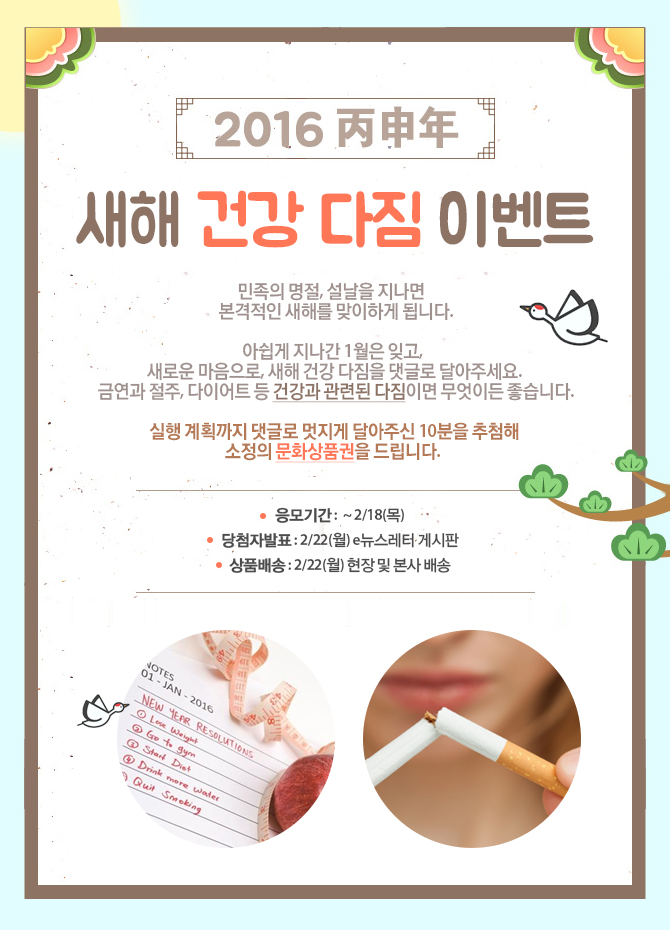 2016 丙申年
새해 건강 다짐 이벤트
민족의 명절, 설날을 지나면
본격적인 새해를 맞이하게 됩니다.
아쉽게 지나간 1월은 잊고,
새로운 마음으로, 새해 건강 다짐을 댓글로 달아주세요.
금연과 절주, 다이어트 등 건강과 관련된 다짐이면 무엇이든 좋습니다.
실행 계획까지 댓글로 멋지게 달아주신 10분을 추첨해
소정의 문화상품권을 드립니다.
• 응모기간 : ~ 2/18(목)
• 당첨자발표 : 2/22(월) e뉴스레터 게시판
• 상품배송 : 2/22(월) 현장 및 본사 배송
NOTES
01 - JAN - 2016
NEW YEAR RESOLUTIONS
① Lose Weight
② Go to gym
③ Start Diet
④ Drink more water
⑤ Quit Smoking